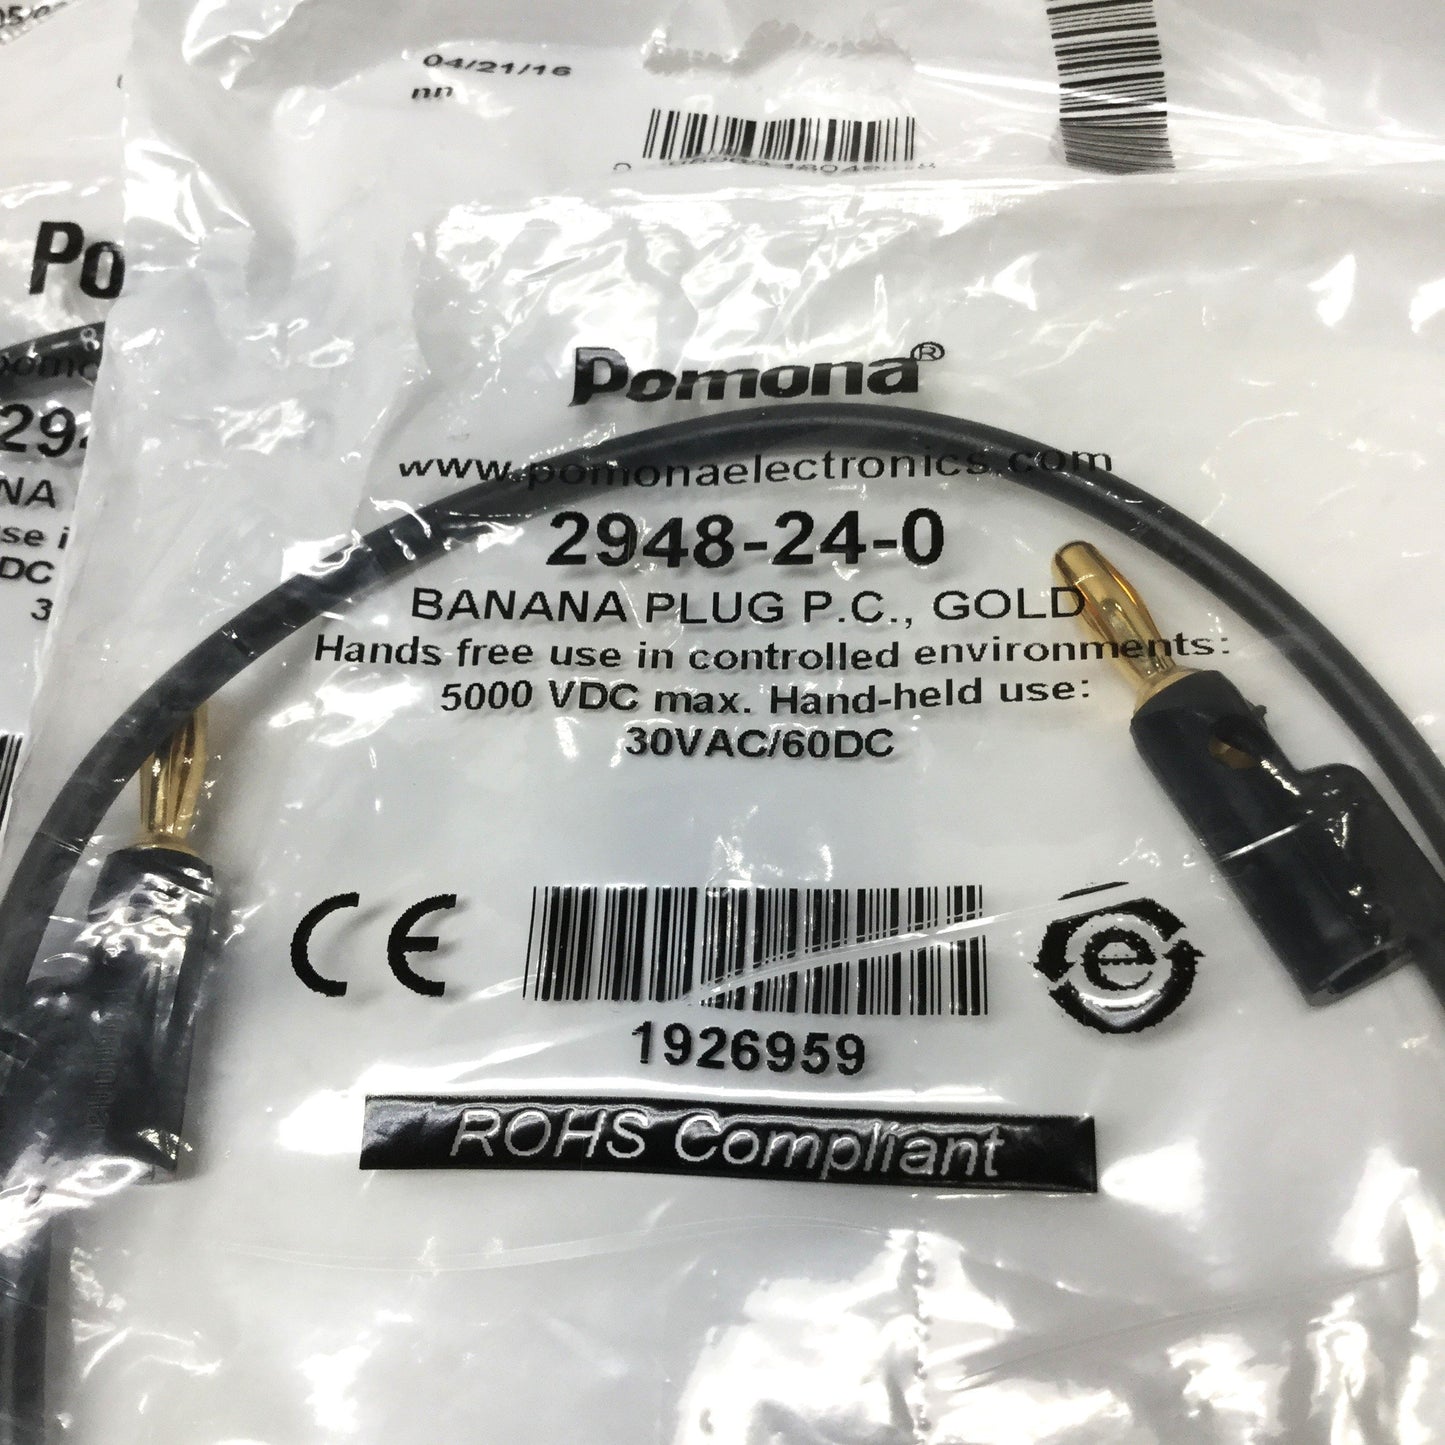 04/21/16
nn
Po
Pomona®
www.pomonaelectronics.com
2948-24-0
BANANA PLUG P.C., GOLD
Hands free use in controlled environments:
5000 VDC max. Hand-held use:
30VAC/60DC
CE
e
1926959
ROHS Compliant
294
NA
se i
DC
3